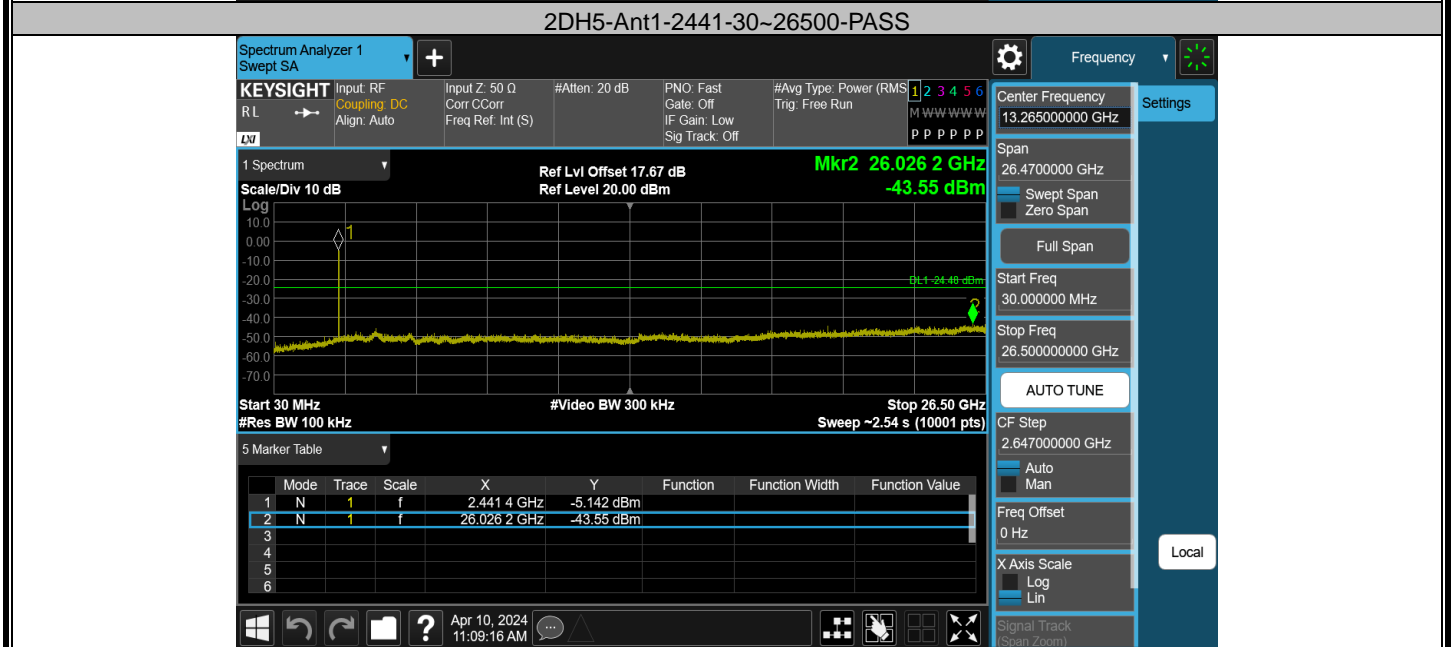 2DH5-Ant1-2441-30~26500-PASS
Spectrum Analyzer 1
Swept SA
Frequency
KEYSIGHT
RL
LXI
Input: RF
Coupling: DC
Align: Auto
Input Z: 50 Ω
Corr CCorr
Freq Ref: Int (S)
#Atten: 20 dB
PNO: Fast
Gate: Off
IF Gain: Low
Sig Track: Off
#Avg Type: Power (RMS
Trig: Free Run
1 2 3 4 5 6
M W W W W W
P P P P P P
1 Spectrum
Scale/Div 10 dB
Ref Lvl Offset 17.67 dB
Ref Level 20.00 dBm
Mkr2 26.026 2 GHz
-43.55 dBm
Log
10.0
0.00
-10.0
-20.0
-30.0
-40.0
-50.0
-60.0
-70.0
1
DL1 -24.48 dBm
2
Start 30 MHz
#Res BW 100 kHz
#Video BW 300 kHz
Stop 26.50 GHz
Sweep ~2.54 s (10001 pts)
5 Marker Table
Mode Trace Scale X Y Function Function Width Function Value
1 N 1 f 2.441 4 GHz -5.142 dBm
2 N 1 f 26.026 2 GHz -43.55 dBm
3
4
5
6
Apr 10, 2024
11:09:16 AM
Center Frequency
13.265000000 GHz
Settings
Span
26.4700000 GHz
Swept Span
Zero Span
Full Span
Start Freq
30.000000 MHz
Stop Freq
26.500000000 GHz
AUTO TUNE
CF Step
2.647000000 GHz
Auto
Man
Freq Offset
0 Hz
X Axis Scale
Log
Lin
Local
Signal Track
(Span Zoom)